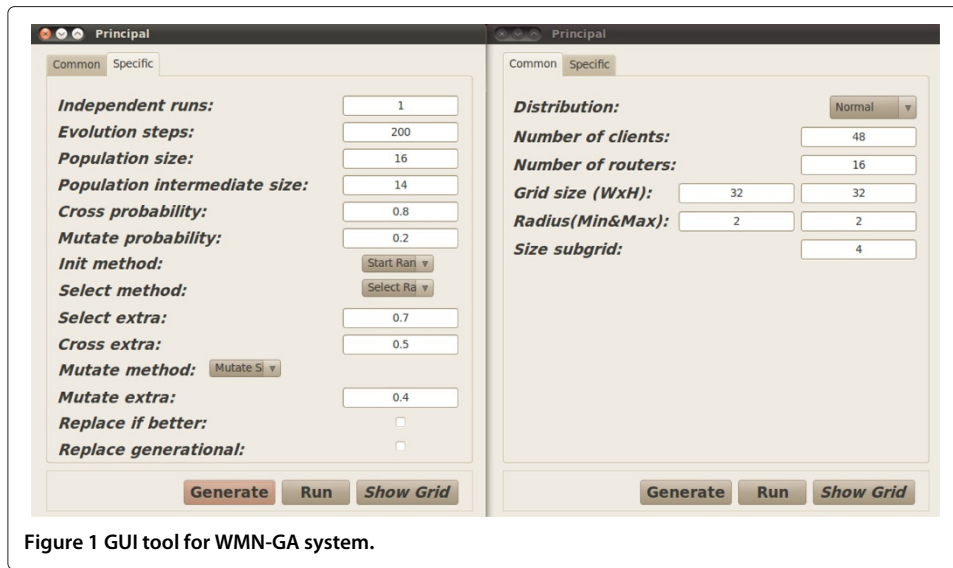 Principal
Common Specific
Independent runs: 1
Evolution steps: 200
Population size: 16
Population intermediate size: 14
Cross probability: 0.8
Mutate probability: 0.2
Init method: Start Ran
Select method: Select Ra
Select extra: 0.7
Cross extra: 0.5
Mutate method: Mutate S
Mutate extra: 0.4
Replace if better:
Replace generational:
Generate Run Show Grid
Principal
Common Specific
Distribution: Normal
Number of clients: 48
Number of routers: 16
Grid size (WxH): 32 32
Radius(Min&Max): 2 2
Size subgrid: 4
Generate Run Show Grid
Figure 1 GUI tool for WMN-GA system.